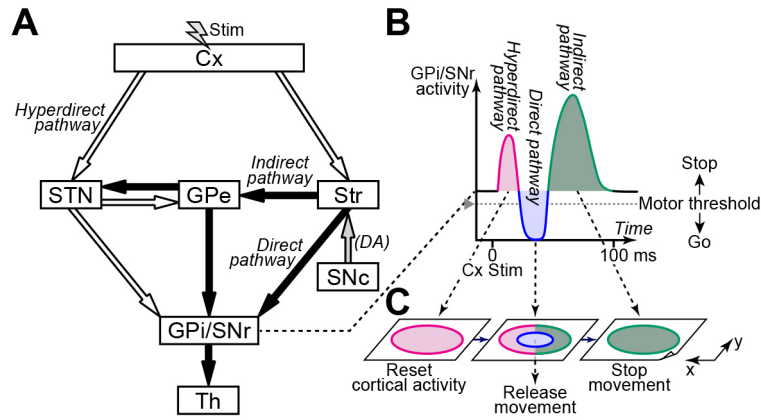 A
Stim
Cx
Hyperdirect
pathway
Indirect
pathway
STN
GPe
Str
Direct
pathway
(DA)
SNc
GPi/SNr
Th
B
GPi/SNr
activity
Hyperdirect
pathway
Direct pathway
Indirect
pathway
Stop
Motor threshold
Go
Time
0
100 ms
Cx Stim
C
Reset
cortical activity
Release
movement
Stop
movement
x
y